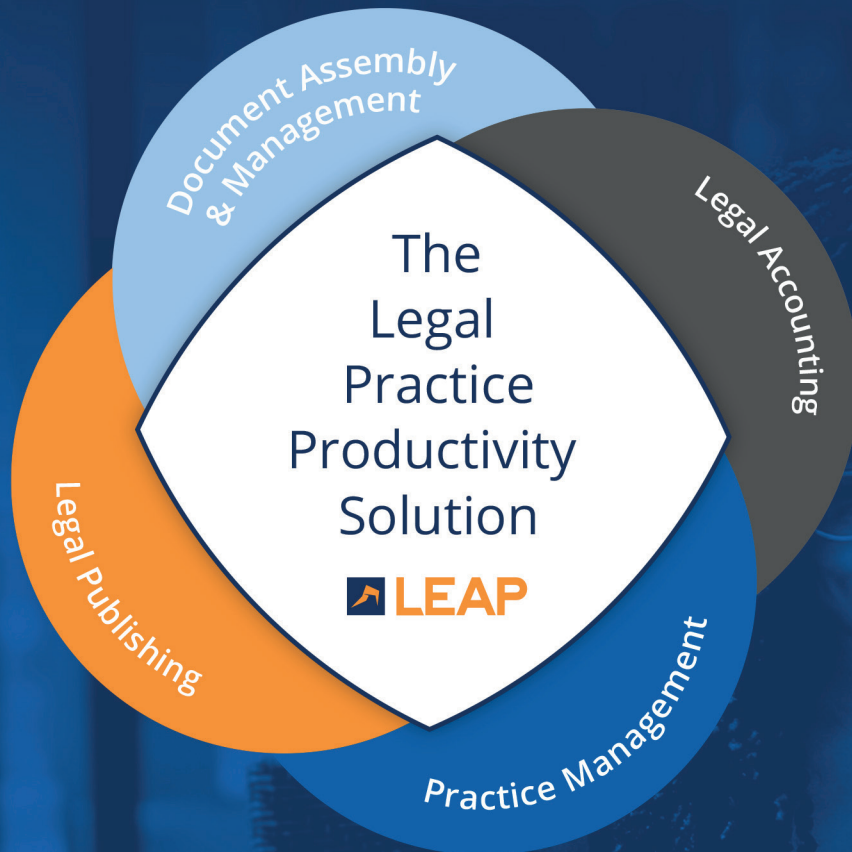 Document Assembly
& Management
Legal Accounting
The
Legal
Practice
Productivity
Solution
LEAP
Legal Publishing
Practice Management